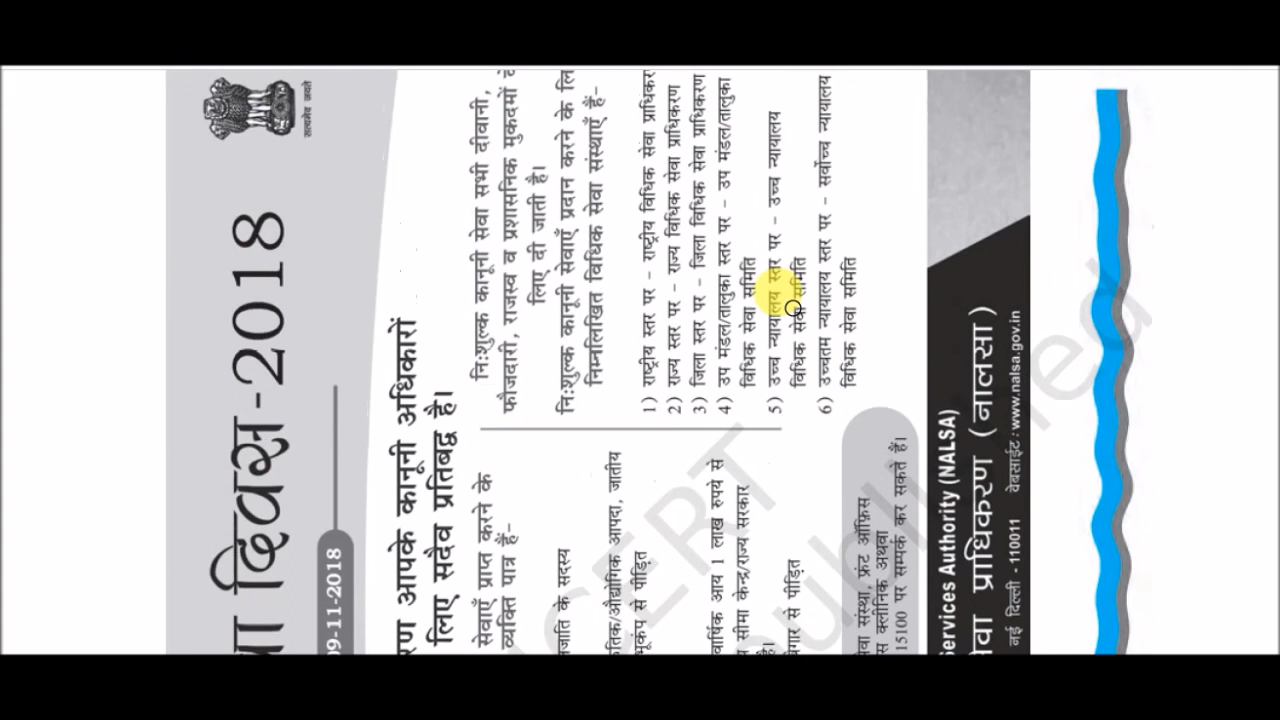 सत्यमेव जयते
दिवस-2018
09-11-2018
आपके कानूनी अधिकारों
लिए सदैव प्रतिबद्ध है।
सेवाएँ प्राप्त करने के
व्यक्ति पात्र हैं-
के सदस्य
आपदा, जातीय
भूकंप से पीड़ित
वार्षिक आय 1 लाख रुपये से
सीमा केन्द्र/राज्य सरकार
है।
से पीड़ित
संस्था, फ्रंट ऑफ़िस
क्लीनिक अथवा
15100 पर सम्पर्क कर सकते हैं।
निःशुल्क कानूनी सेवा सभी दीवानी,
फौजदारी, राजस्व व प्रशासनिक मुकदमों
लिए दी जाती है।
निःशुल्क कानूनी सेवाएँ प्रदान करने के
निम्नलिखित विधिक सेवा संस्थाएँ हैं-
1) राष्ट्रीय स्तर पर – राष्ट्रीय विधिक सेवा
2) राज्य स्तर पर – राज्य विधिक सेवा प्राधिकरण
3) जिला स्तर पर – जिला विधिक सेवा प्राधिकरण
4) उप मंडल/तालुका स्तर पर – उप मंडल/तालुका
विधिक सेवा समिति
5) उच्च न्यायालय स्तर पर – उच्च न्यायालय
विधिक सेवा समिति
6) उच्चतम न्यायालय स्तर पर – सर्वोच्च न्यायालय
विधिक सेवा समिति
Services Authority (NALSA)
प्राधिकरण (नालसा)
नई दिल्ली - 110011 वेबसाईट : www.nalsa.gov.in